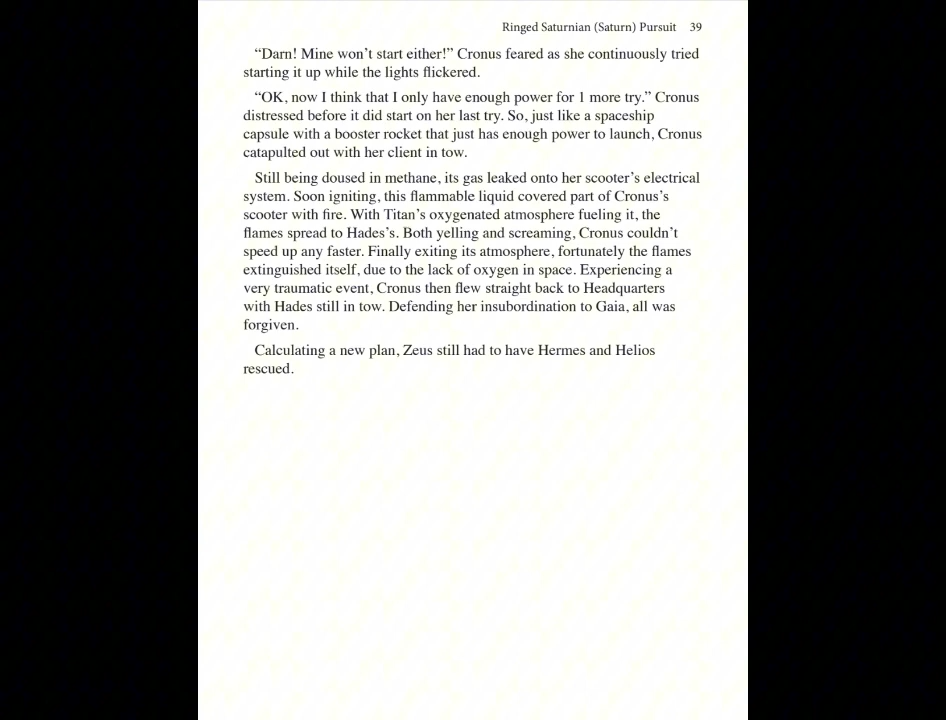 Ringed Saturnian (Saturn) Pursuit 39
“Darn! Mine won’t start either!” Cronus feared as she continuously tried
starting it up while the lights flickered.
“OK, now I think that I only have enough power for 1 more try.” Cronus
distressed before it did start on her last try. So, just like a spaceship
capsule with a booster rocket that just has enough power to launch, Cronus
catapulted out with her client in tow.
Still being doused in methane, its gas leaked onto her scooter’s electrical
system. Soon igniting, this flammable liquid covered part of Cronus’s
scooter with fire. With Titan’s oxygenated atmosphere fueling it, the
flames spread to Hades’s. Both yelling and screaming, Cronus couldn’t
speed up any faster. Finally exiting its atmosphere, fortunately the flames
extinguished itself, due to the lack of oxygen in space. Experiencing a
very traumatic event, Cronus then flew straight back to Headquarters
with Hades still in tow. Defending her insubordination to Gaia, all was
forgiven.
Calculating a new plan, Zeus still had to have Hermes and Helios
rescued.